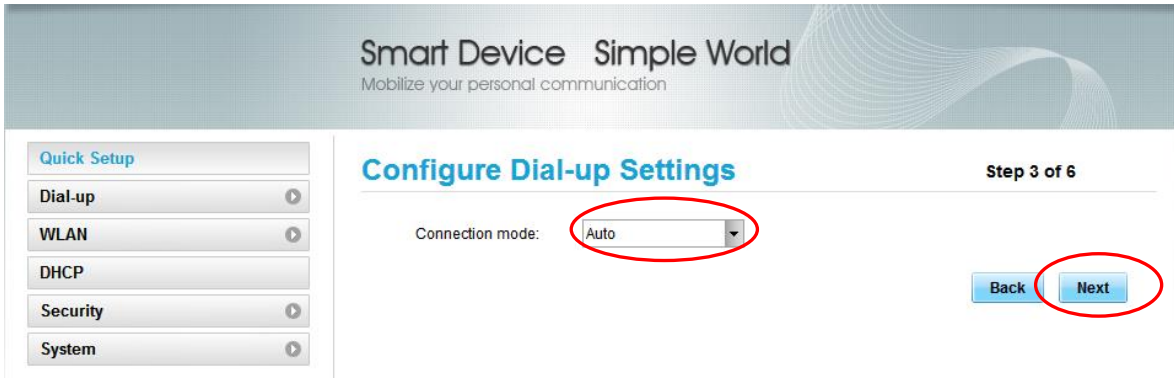 Smart Device Simple World
Mobilize your personal communication
Quick Setup
Dial-up
WLAN
DHCP
Security
System
Configure Dial-up Settings
Step 3 of 6
Connection mode: Auto
Back Next